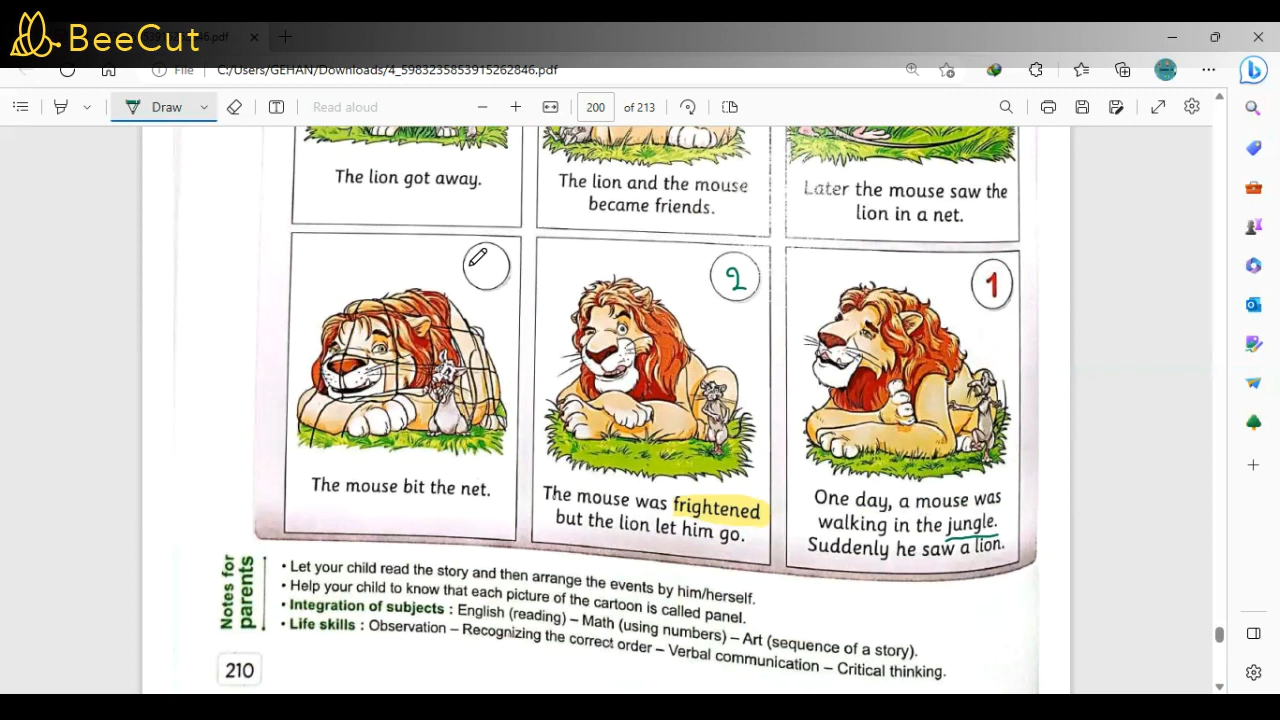 BeeCut
.pdf
File C:/Users/GEHAN/Downloads/4_5983235853915262846.pdf
Draw Read aloud 200 of 213
The lion got away.
The lion and the mouse
became friends.
Later the mouse saw the
lion in a net.
2
1
The mouse bit the net.
The mouse was frightened
but the lion let him go.
One day, a mouse was
walking in the jungle.
Suddenly he saw a lion.
Notes for
parents
• Let your child read the story and then arrange the events by him/herself.
• Help your child to know that each picture of the cartoon is called panel.
• Integration of subjects : English (reading) – Math (using numbers) – Art (sequence of a story).
• Life skills : Observation – Recognizing the correct order – Verbal communication – Critical thinking.
210